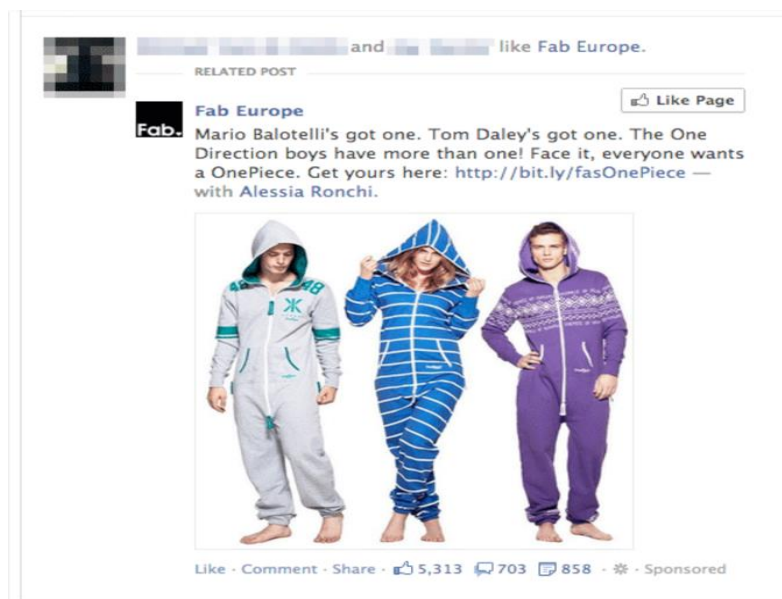 and like Fab Europe.
RELATED POST
Like Page
Fab.
Fab Europe
Mario Balotelli's got one. Tom Daley's got one. The One
Direction boys have more than one! Face it, everyone wants
a OnePiece. Get yours here: http://bit.ly/fasOnePiece —
with Alessia Ronchi.
48 48
Like · Comment · Share · 5,313 703 858 · Sponsored